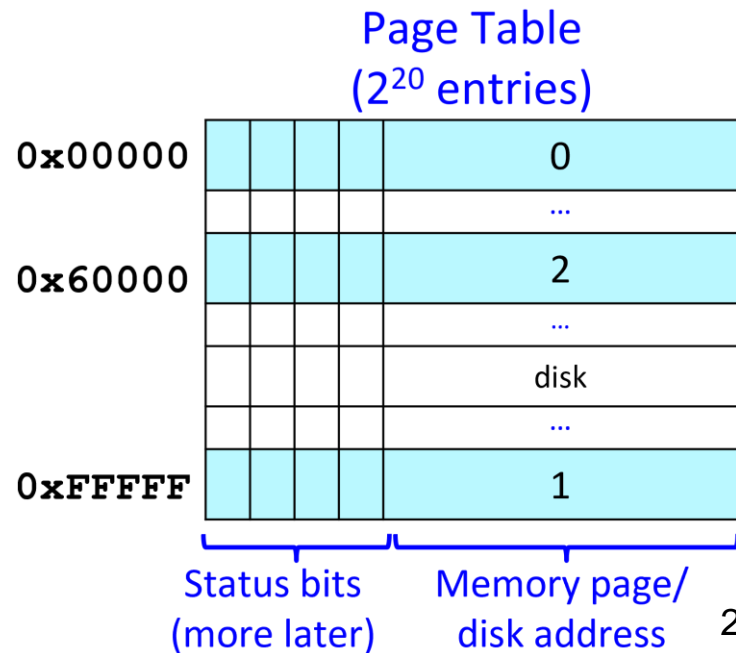 Page Table
(2²⁰ entries)
0x00000 0
...
0x60000 2
...
disk
...
0xFFFFF 1
Status bits Memory page/
(more later) disk address 2